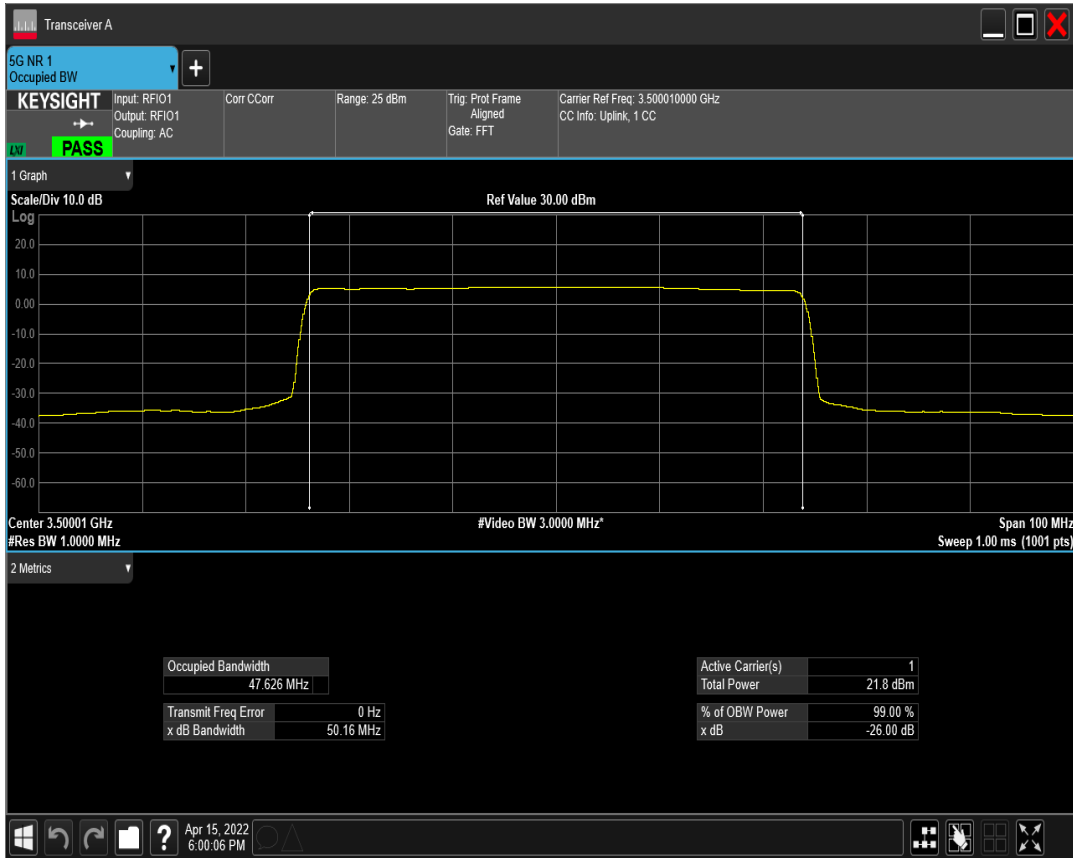 Transceiver A
5G NR 1
Occupied BW
KEYSIGHT
LXI
PASS
Input: RFIO1
Output: RFIO1
Coupling: AC
Corr CCorr
Range: 25 dBm
Trig: Prot Frame
Aligned
Gate: FFT
Carrier Ref Freq: 3.500010000 GHz
CC Info: Uplink, 1 CC
1 Graph
Scale/Div 10.0 dB
Ref Value 30.00 dBm
Log
20.0
10.0
0.00
-10.0
-20.0
-30.0
-40.0
-50.0
-60.0
Center 3.50001 GHz
#Video BW 3.0000 MHz*
Span 100 MHz
#Res BW 1.0000 MHz
Sweep 1.00 ms (1001 pts)
2 Metrics
Occupied Bandwidth
47.626 MHz
Transmit Freq Error 0 Hz
x dB Bandwidth 50.16 MHz
Active Carrier(s) 1
Total Power 21.8 dBm
% of OBW Power 99.00 %
x dB -26.00 dB
?
Apr 15, 2022
6:00:06 PM